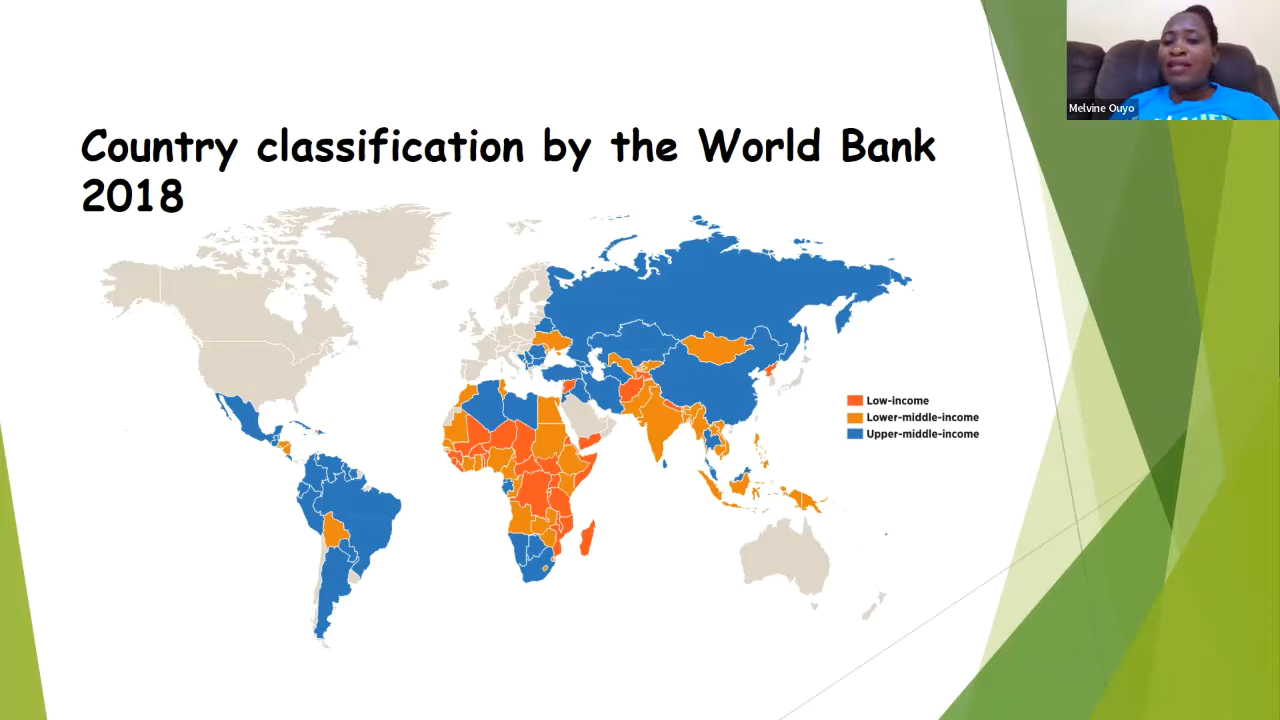 Country classification by the World Bank
2018
Melvine Ouyo
Low-income
Lower-middle-income
Upper-middle-income